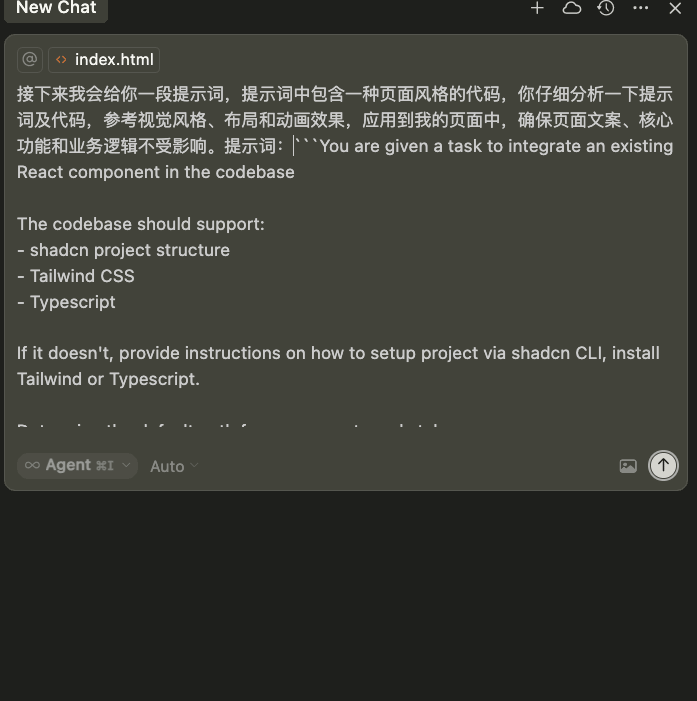 New Chat
@ <> index.html
接下来我会给你一段提示词，提示词中包含一种页面风格的代码，你仔细分析一下提示
词及代码，参考视觉风格、布局和动画效果，应用到我的页面中，确保页面文案、核心
功能和业务逻辑不受影响。提示词：```You are given a task to integrate an existing
React component in the codebase
The codebase should support:
- shadcn project structure
- Tailwind CSS
- Typescript
If it doesn't, provide instructions on how to setup project via shadcn CLI, install
Tailwind or Typescript.
∞ Agent ⌘I Auto